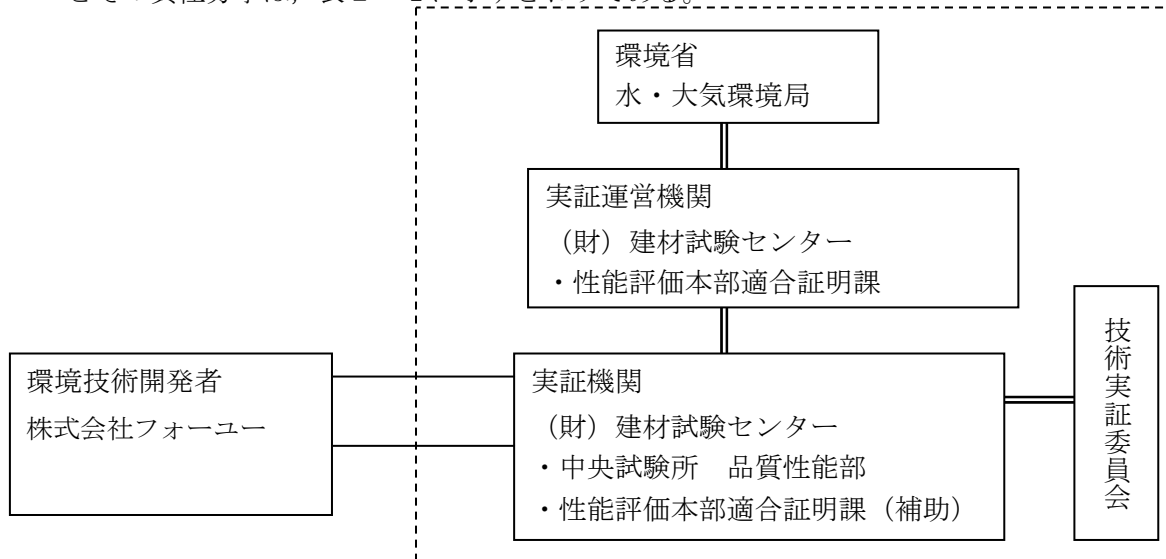 である。
環境省
水・大気環境局
実証運営機関
（財）建材試験センター
・性能評価本部適合証明課
技術実証委員会
環境技術開発者
株式会社フォーユー
実証機関
（財）建材試験センター
・中央試験所　品質性能部
・性能評価本部適合証明課（補助）